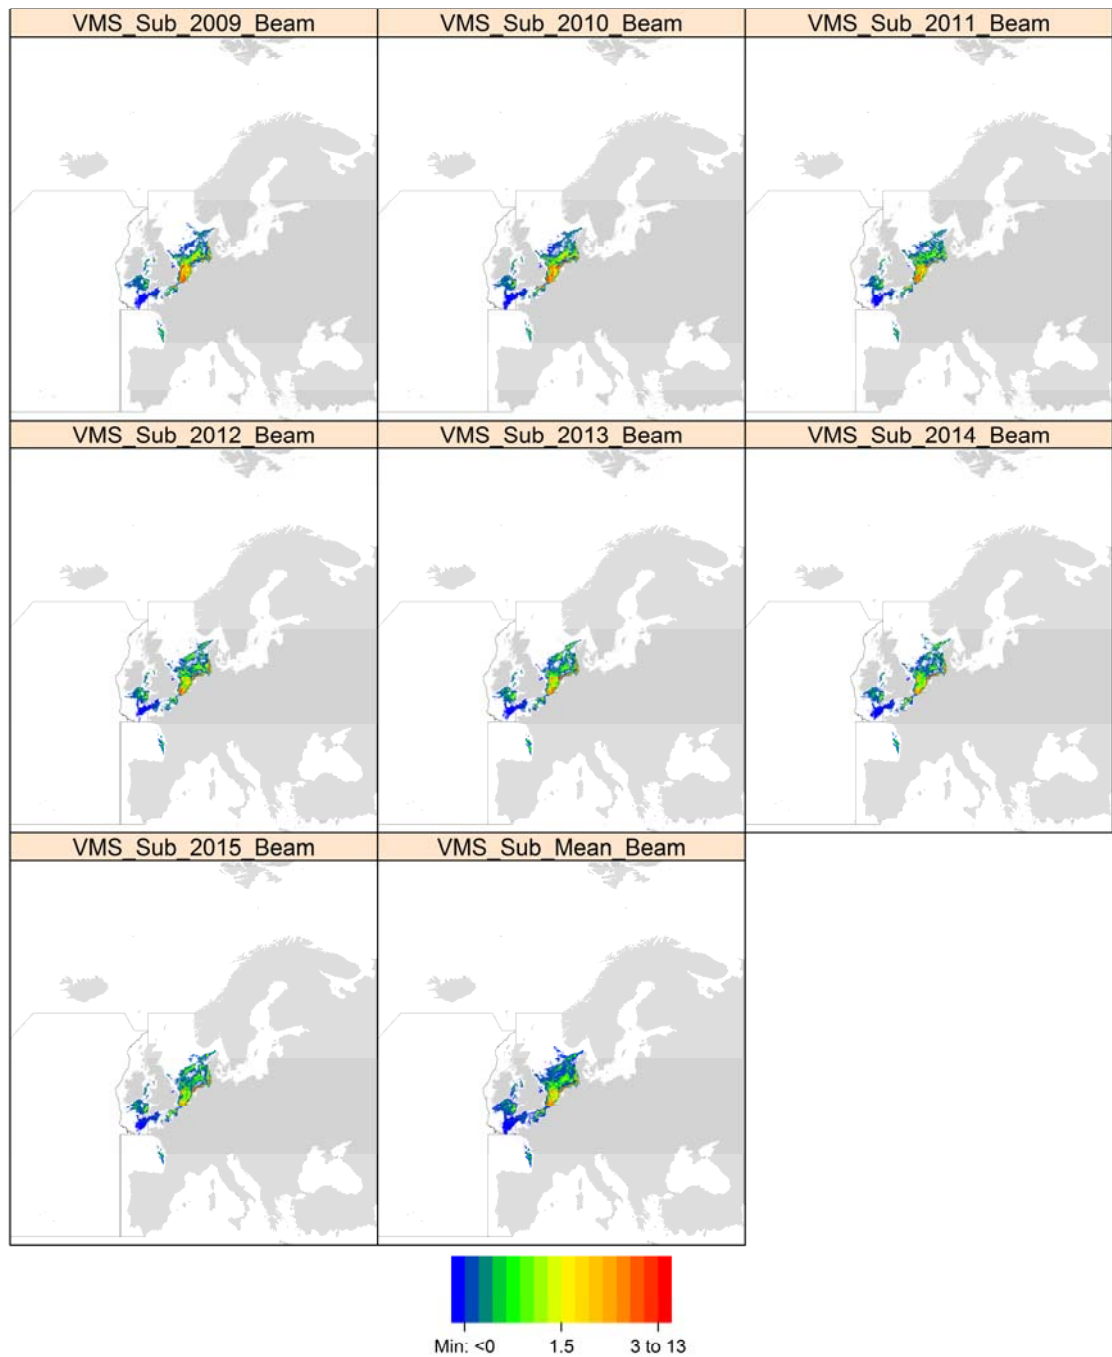 VMS_Sub_2009_Beam
VMS_Sub_2010_Beam
VMS_Sub_2011_Beam
VMS_Sub_2012_Beam
VMS_Sub_2013_Beam
VMS_Sub_2014_Beam
VMS_Sub_2015_Beam
VMS_Sub_Mean_Beam
Min: <0 1.5 3 to 13